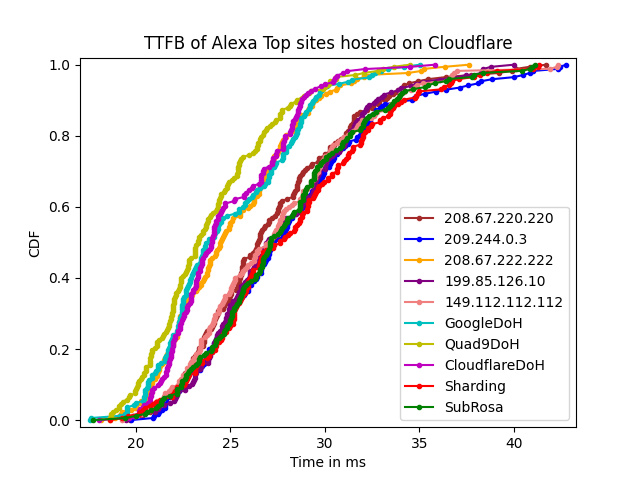 TTFB of Alexa Top sites hosted on Cloudflare
CDF
1.0
0.8
0.6
0.4
0.2
0.0
20 25 30 35 40
Time in ms
208.67.220.220
209.244.0.3
208.67.222.222
199.85.126.10
149.112.112.112
GoogleDoH
Quad9DoH
CloudflareDoH
Sharding
SubRosa